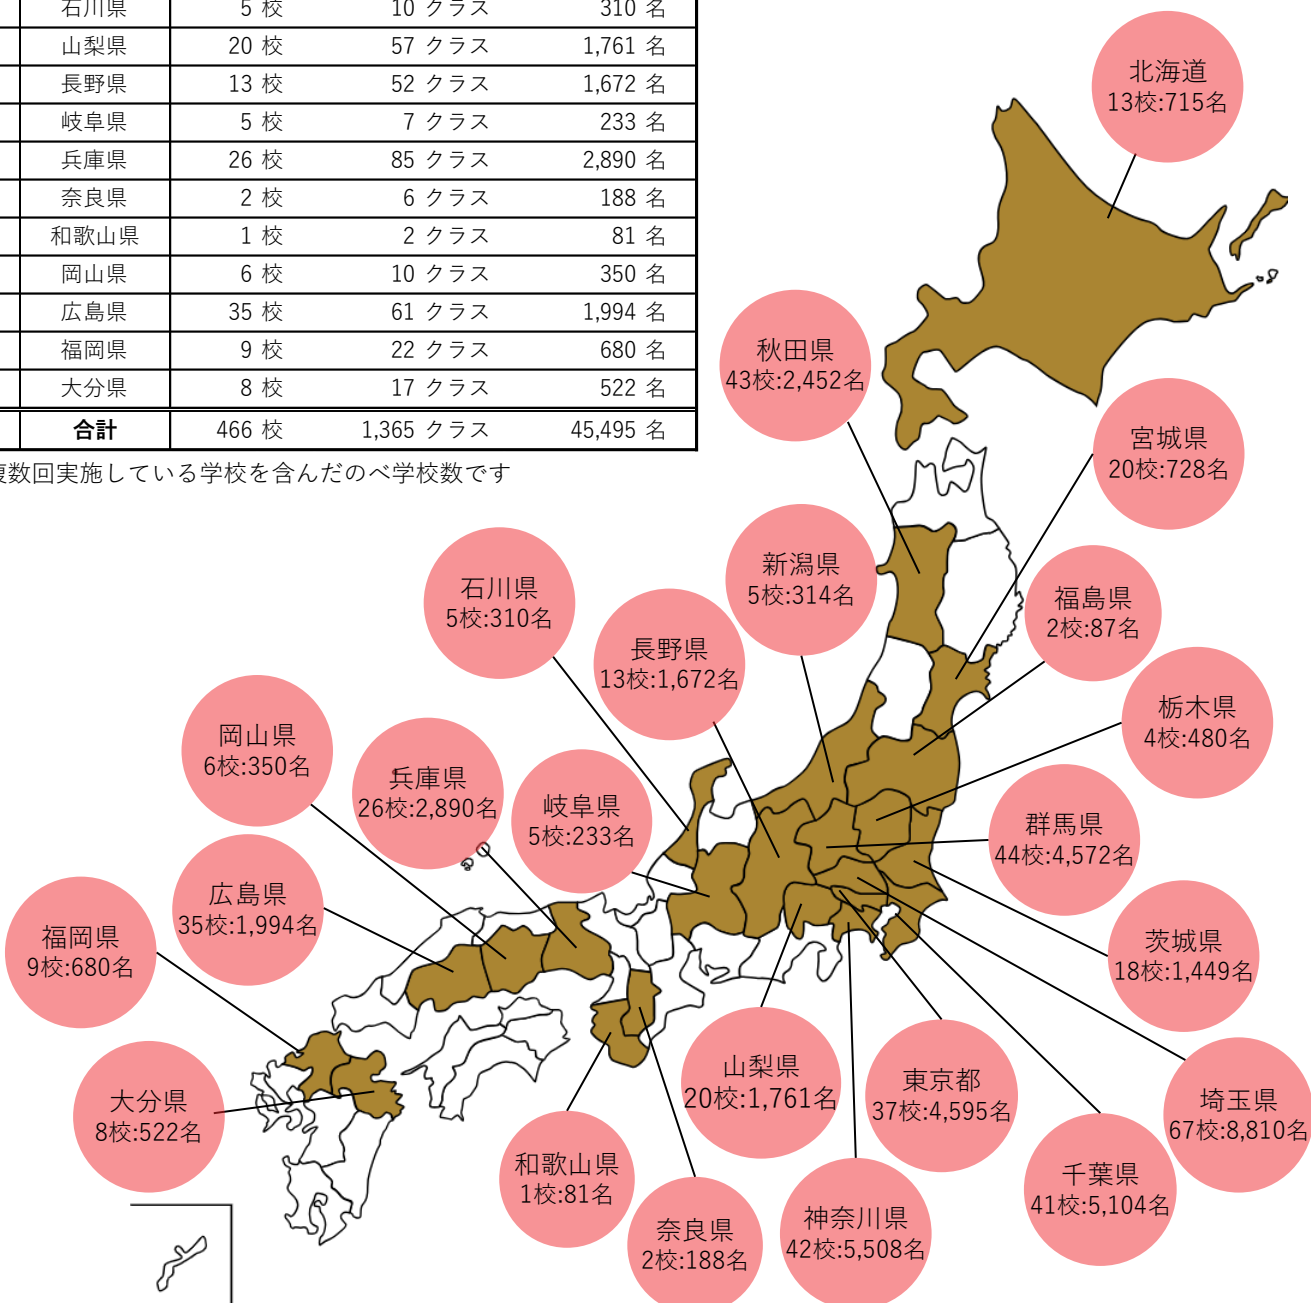 石川県 5 校 10 クラス 310 名
山梨県 20 校 57 クラス 1,761 名
長野県 13 校 52 クラス 1,672 名
岐阜県 5 校 7 クラス 233 名
兵庫県 26 校 85 クラス 2,890 名
奈良県 2 校 6 クラス 188 名
和歌山県 1 校 2 クラス 81 名
岡山県 6 校 10 クラス 350 名
広島県 35 校 61 クラス 1,994 名
福岡県 9 校 22 クラス 680 名
大分県 8 校 17 クラス 522 名
合計 466 校 1,365 クラス 45,495 名
複数回実施している学校を含んだのべ学校数です
北海道
13校:715名
秋田県
43校:2,452名
宮城県
20校:728名
新潟県
5校:314名
石川県
5校:310名
福島県
2校:87名
長野県
13校:1,672名
栃木県
4校:480名
岡山県
6校:350名
兵庫県
26校:2,890名
岐阜県
5校:233名
群馬県
44校:4,572名
広島県
35校:1,994名
福岡県
9校:680名
茨城県
18校:1,449名
山梨県
20校:1,761名
東京都
37校:4,595名
大分県
8校:522名
埼玉県
67校:8,810名
和歌山県
1校:81名
千葉県
41校:5,104名
奈良県
2校:188名
神奈川県
42校:5,508名